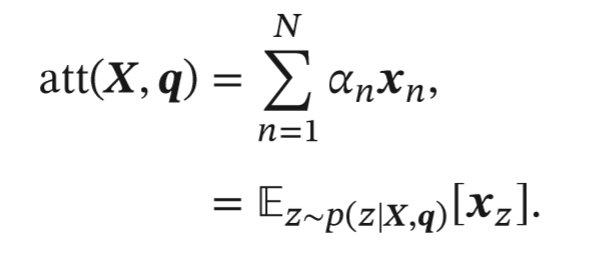 att(X, q) = ∑_{n=1}^{N} α_n x_n,
= 𝔼_{z∼p(z|X,q)}[x_z].